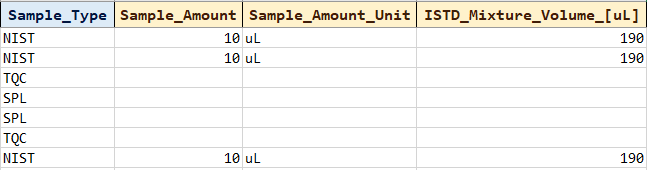 Sample_Type Sample_Amount Sample_Amount_Unit ISTD_Mixture_Volume_[uL]
NIST 10 uL 190
NIST 10 uL 190
TQC
SPL
SPL
TQC
NIST 10 uL 190